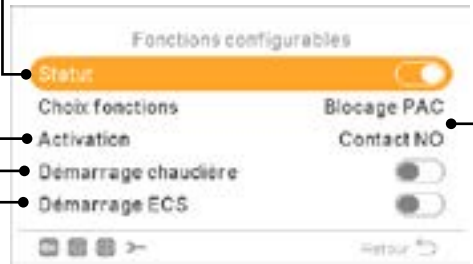 Fonctions configurables
Statut
Choix fonctions Blocage PAC
Activation Contact NO
Démarrage chaudière
Démarrage ECS
Retour